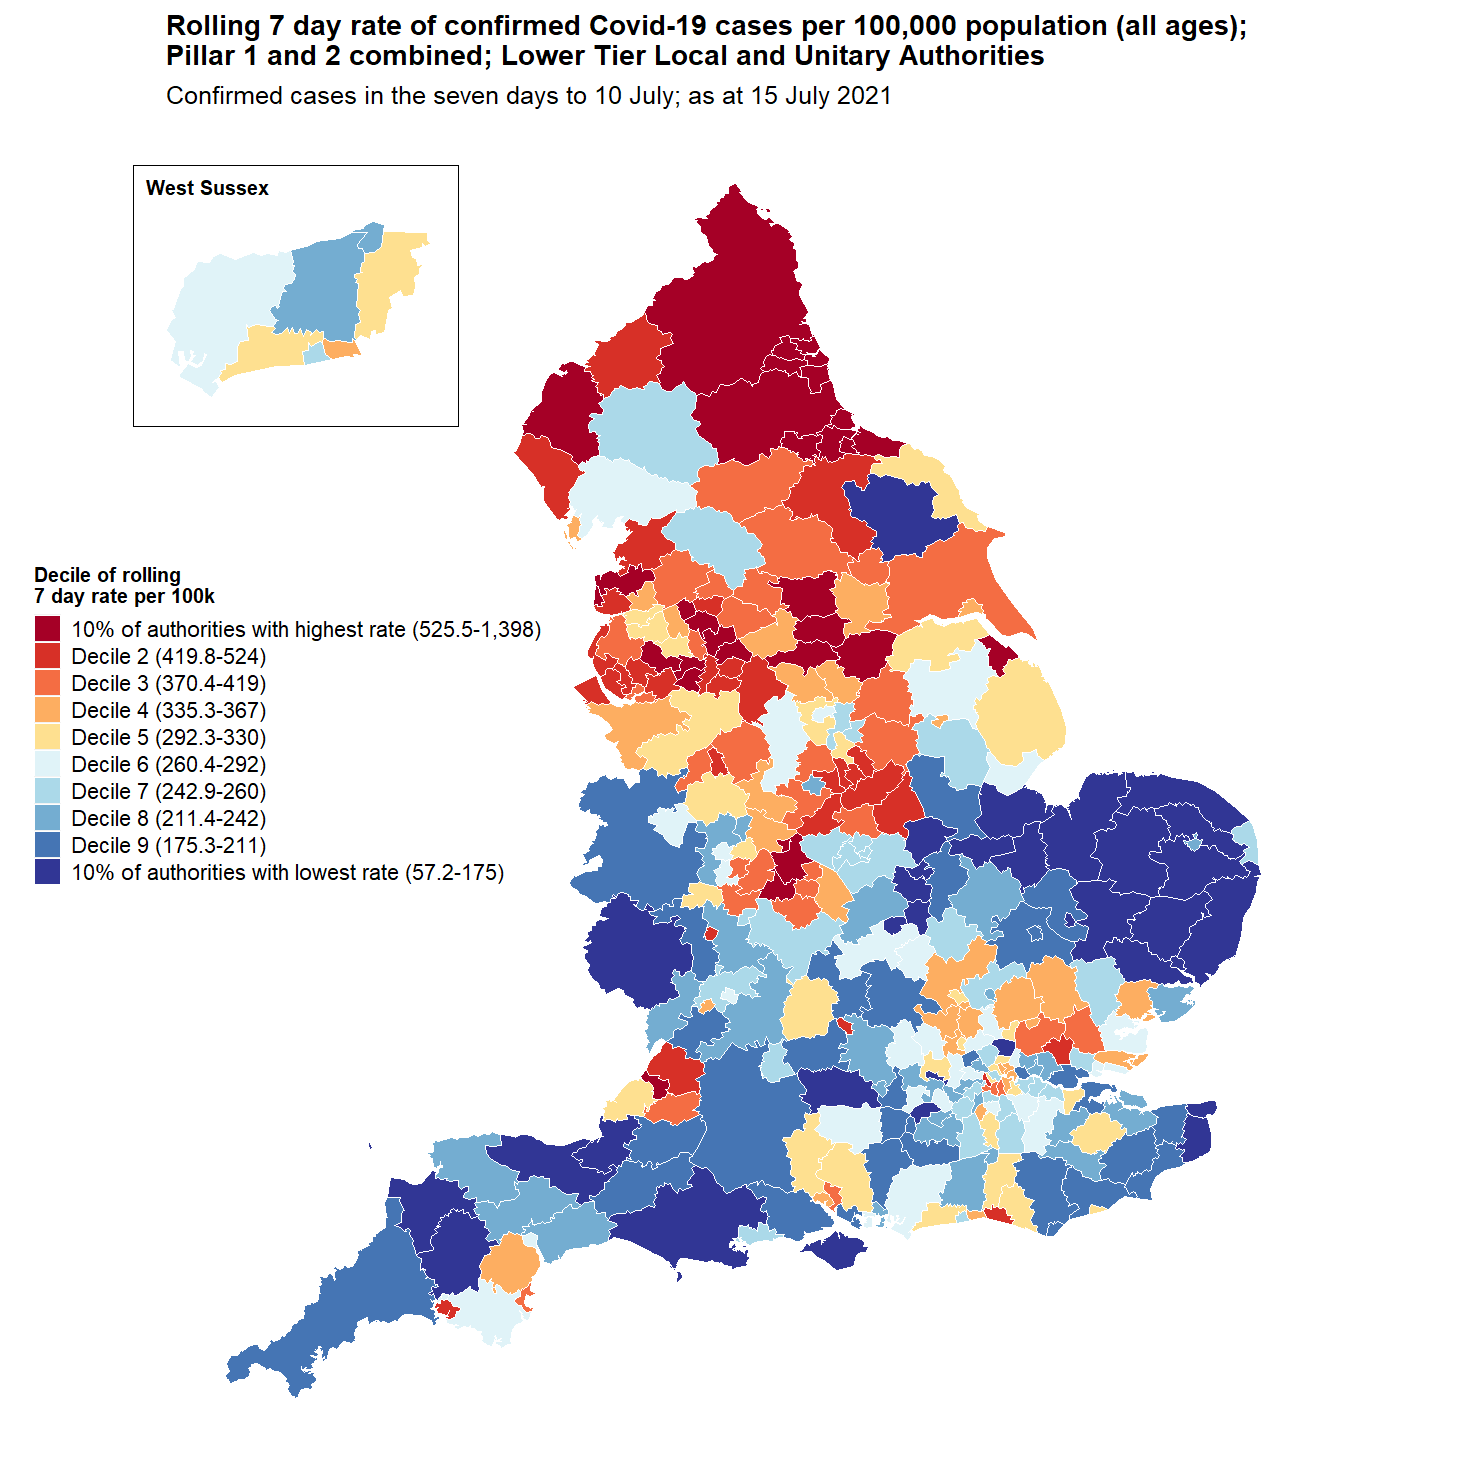 Rolling 7 day rate of confirmed Covid-19 cases per 100,000 population (all ages);
Pillar 1 and 2 combined; Lower Tier Local and Unitary Authorities
Confirmed cases in the seven days to 10 July; as at 15 July 2021
West Sussex
Decile of rolling
7 day rate per 100k
10% of authorities with highest rate (525.5-1,398)
Decile 2 (419.8-524)
Decile 3 (370.4-419)
Decile 4 (335.3-367)
Decile 5 (292.3-330)
Decile 6 (260.4-292)
Decile 7 (242.9-260)
Decile 8 (211.4-242)
Decile 9 (175.3-211)
10% of authorities with lowest rate (57.2-175)